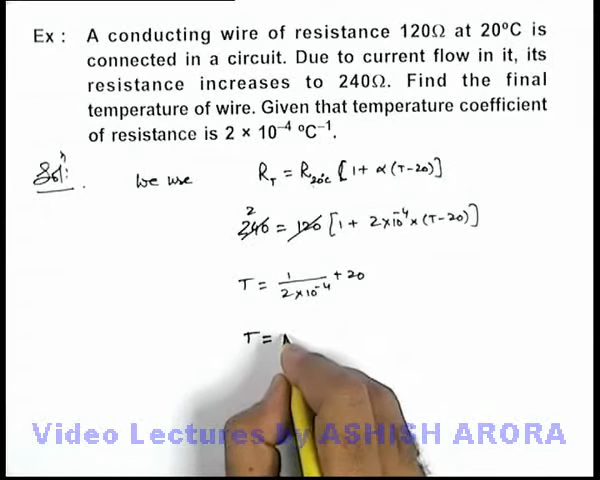 Ex : A conducting wire of resistance 120Ω at 20ºC is
connected in a circuit. Due to current flow in it, its
resistance increases to 240Ω. Find the final
temperature of wire. Given that temperature coefficient
of resistance is 2 × 10⁻⁴ ºC⁻¹.
Solⁿ: We use R_T = R_20°C [1 + α (T-20)]
2
240 = 120 [1 + 2×10⁻⁴ × (T-20)]
T = 1/(2×10⁻⁴) + 20
T =
Video Lectures by ASHISH ARORA